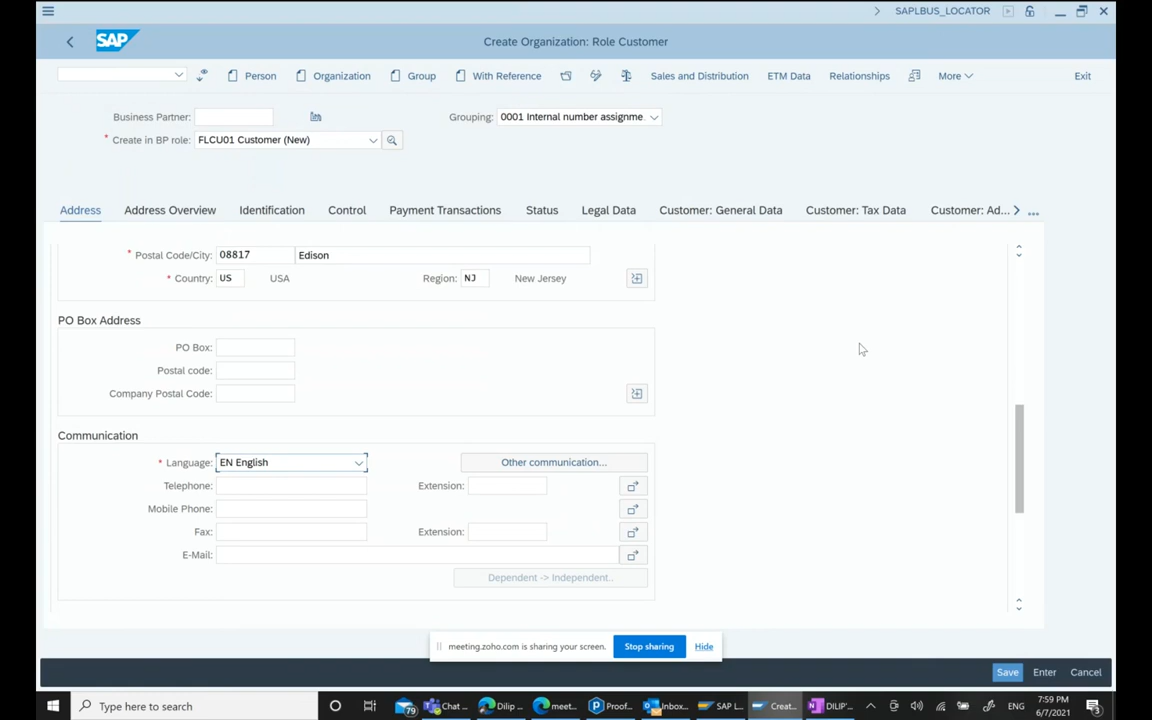 SAPLBUS_LOCATOR
SAP Create Organization: Role Customer
Person Organization Group With Reference Sales and Distribution ETM Data Relationships More Exit
Business Partner: Grouping: 0001 Internal number assignme.
* Create in BP role: FLCU01 Customer (New)
Address Address Overview Identification Control Payment Transactions Status Legal Data Customer: General Data Customer: Tax Data Customer: Ad... ...
* Postal Code/City: 08817 Edison
* Country: US USA Region: NJ New Jersey
PO Box Address
PO Box:
Postal code:
Company Postal Code:
Communication
* Language: EN English Other communication...
Telephone: Extension:
Mobile Phone:
Fax: Extension:
E-Mail:
Dependent -> Independent..
meeting.zoho.com is sharing your screen. Stop sharing Hide
Save Enter Cancel
Type here to search 79 Chat ... Dilip ... meet... Proof... Inbox... SAP L... Creat... DILIP'... ENG 7:59 PM 3
6/7/2021